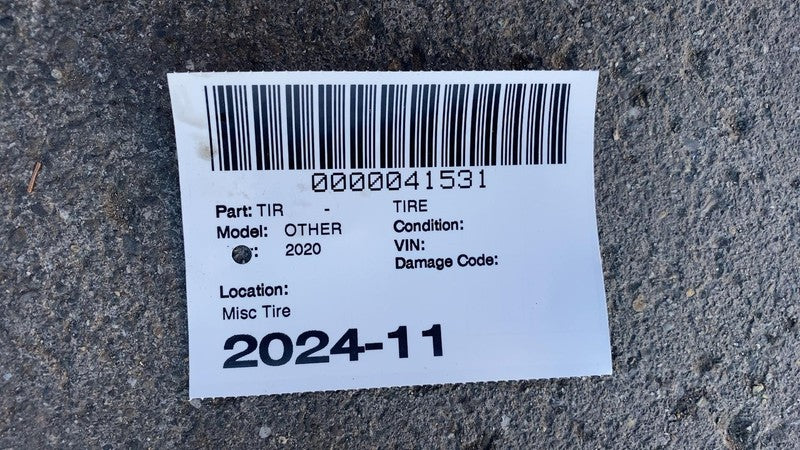 0000041531
Part: TIR - TIRE
Model: OTHER Condition:
: 2020 VIN:
Damage Code:
Location:
Misc Tire
2024-11